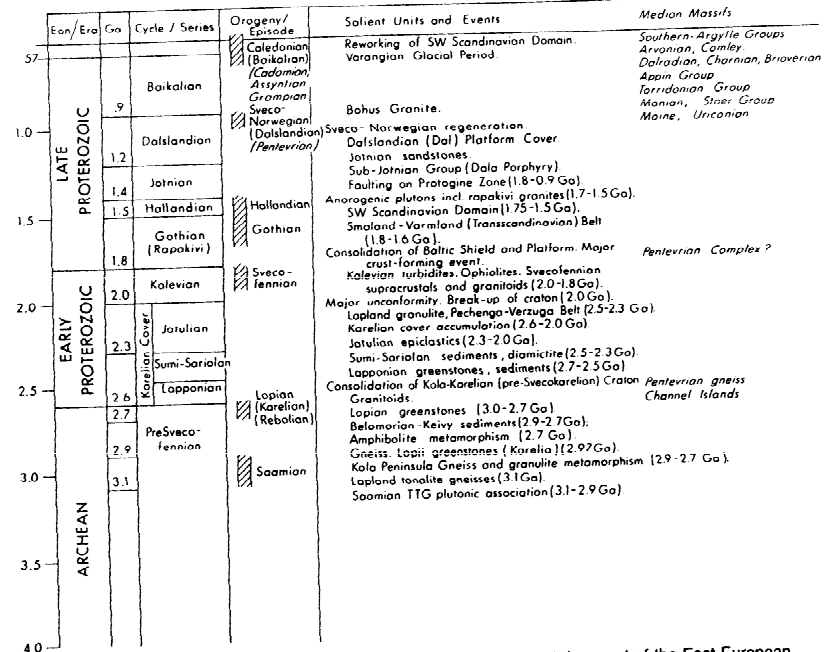 Eon/Era Ga Cycle / Series Orogeny/ Episode Salient Units and Events Median Massifs
57
LATE PROTEROZOIC
EARLY PROTEROZOIC
ARCHEAN
1.0
1.5
2.0
2.5
3.0
3.5
4.0
.9
1.2
1.4
1.5
1.8
2.0
2.3
2.6
2.7
2.9
3.1
Baikalian
Dalslandian
Jotnian
Hallandian
Gothian
(Rapakivi)
Kalevian
Karelian Cover
Jatulian
Sumi-Sariolan
Lapponian
PreSveco-
fennian
Caledonian
(Baikalian)
(Cadomian,
Assyntian
Grampian
Sveco-
Norwegian
(Dalslandian)
(Pentevrian)
Hallandian
Gothian
Sveco-
fennian
Lopian
(Karelian)
(Rebolian)
Saamian
Reworking of SW Scandinavian Domain.
Varangian Glacial Period.
Bohus Granite.
Sveco-Norwegian regeneration
Dalslandian (Dal) Platform Cover.
Jotnian sandstones.
Sub-Jotnian Group (Dala Porphyry).
Faulting on Protogine Zone (1.8-0.9 Ga).
Anorogenic plutons incl. rapakivi granites (1.7-1.5 Ga).
SW Scandinavian Domain (1.75-1.5 Ga).
Smaland-Varmland (Transscandinavian) Belt
(1.8-1.6 Ga).
Consolidation of Baltic Shield and Platform. Major
crust-forming event.
Kalevian turbidites. Ophiolites. Svecofennian
supracrustals and granitoids (2.0-1.8 Ga).
Major unconformity. Break-up of craton (2.0 Ga).
Lapland granulite, Pechenga-Verzuga Belt (2.5-2.3 Ga).
Karelian cover accumulation (2.6-2.0 Ga).
Jatulian epiclastics (2.3-2.0 Ga).
Sumi-Sariolan sediments, diamictite (2.5-2.3 Ga).
Lapponian greenstones, sediments (2.7-2.5 Ga)
Consolidation of Kola-Karelian (pre-Svecokarelian) Craton
Granitoids.
Lopian greenstones (3.0-2.7 Ga).
Belomorian-Keivy sediments (2.9-2.7 Ga).
Amphibolite metamorphism (2.7 Ga).
Gneiss. Lopii greenstones (Karelia) (2.97 Ga).
Kola Peninsula Gneiss and granulite metamorphism (2.9-2.7 Ga).
Lapland tonalite gneisses (3.1 Ga).
Saamian TTG plutonic association (3.1-2.9 Ga)
Southern-Argylle Groups
Arvonian, Comley.
Dalradian, Charnian, Brioverian
Appin Group
Torridonian Group
Monian, Stoer Group
Moine, Uriconian
Pentevrian Complex ?
Pentevrian gneiss
Channel Islands
of the East European